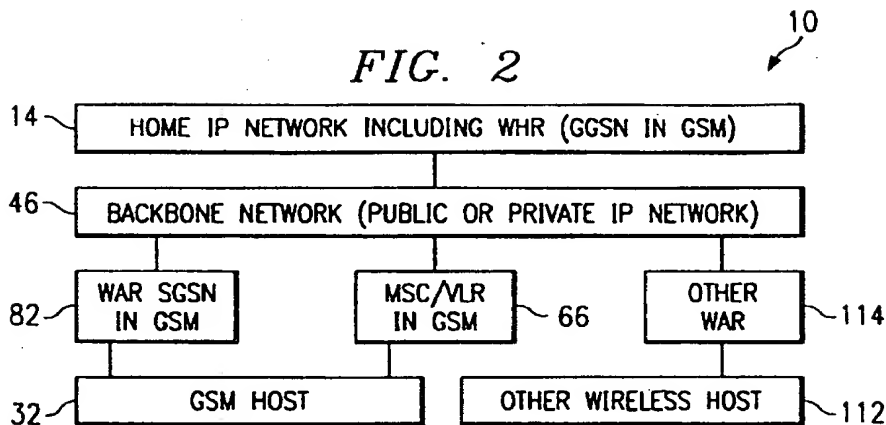 10
FIG. 2
14
HOME IP NETWORK INCLUDING WHR (GGSN IN GSM)
46
BACKBONE NETWORK (PUBLIC OR PRIVATE IP NETWORK)
82
WAR SGSN
IN GSM
MSC/VLR
IN GSM
66
OTHER
WAR
114
32
GSM HOST
OTHER WIRELESS HOST
112